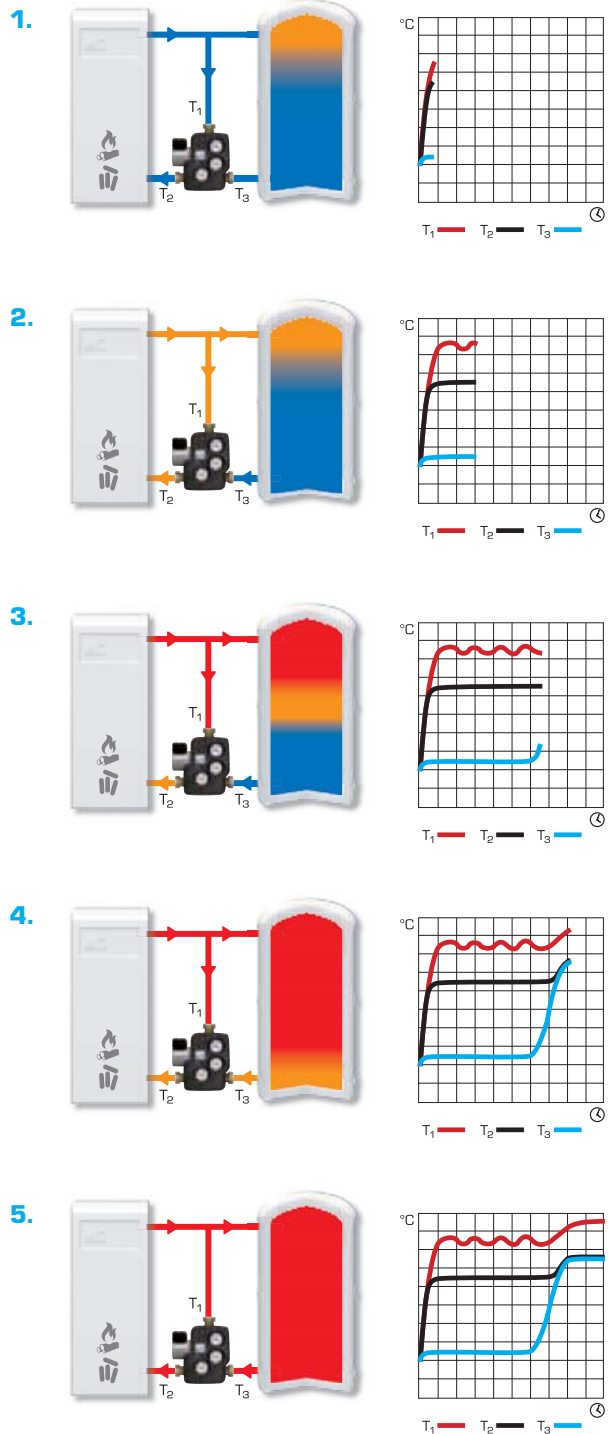 1.
°C
T₁
T₂ T₃
T₁ T₂ T₃
2.
°C
T₁
T₂ T₃
T₁ T₂ T₃
3.
°C
T₁
T₂ T₃
T₁ T₂ T₃
4.
°C
T₁
T₂ T₃
T₁ T₂ T₃
5.
°C
T₁
T₂ T₃
T₁ T₂ T₃